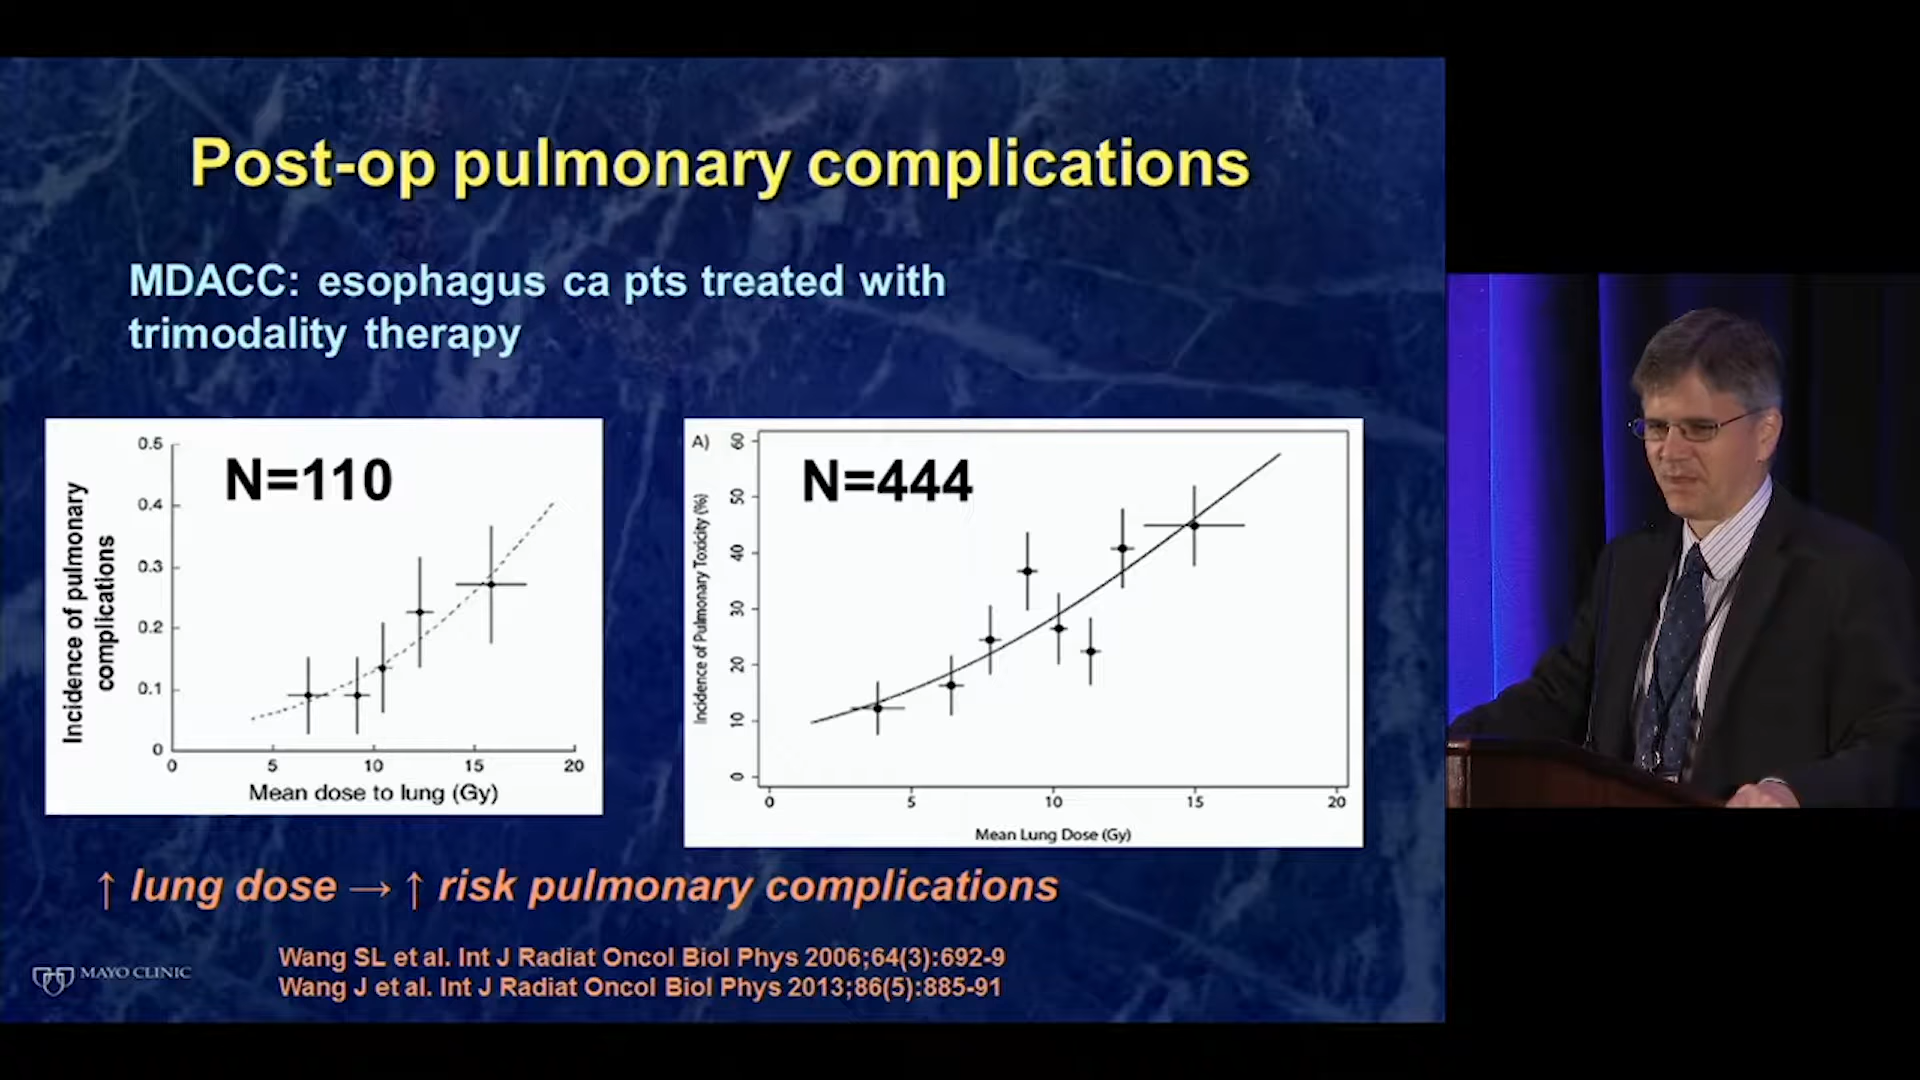 Post-op pulmonary complications
MDACC: esophagus ca pts treated with
trimodality therapy
N=110
Incidence of pulmonary
complications
0.5
0.4
0.3
0.2
0.1
0
0 5 10 15 20
Mean dose to lung (Gy)
A)
N=444
Incidence of Pulmonary Toxicity (%)
60
50
40
30
20
10
0
0 5 10 15 20
Mean Lung Dose (Gy)
↑ lung dose → ↑ risk pulmonary complications
Wang SL et al. Int J Radiat Oncol Biol Phys 2006;64(3):692-9
Wang J et al. Int J Radiat Oncol Biol Phys 2013;86(5):885-91
MAYO CLINIC